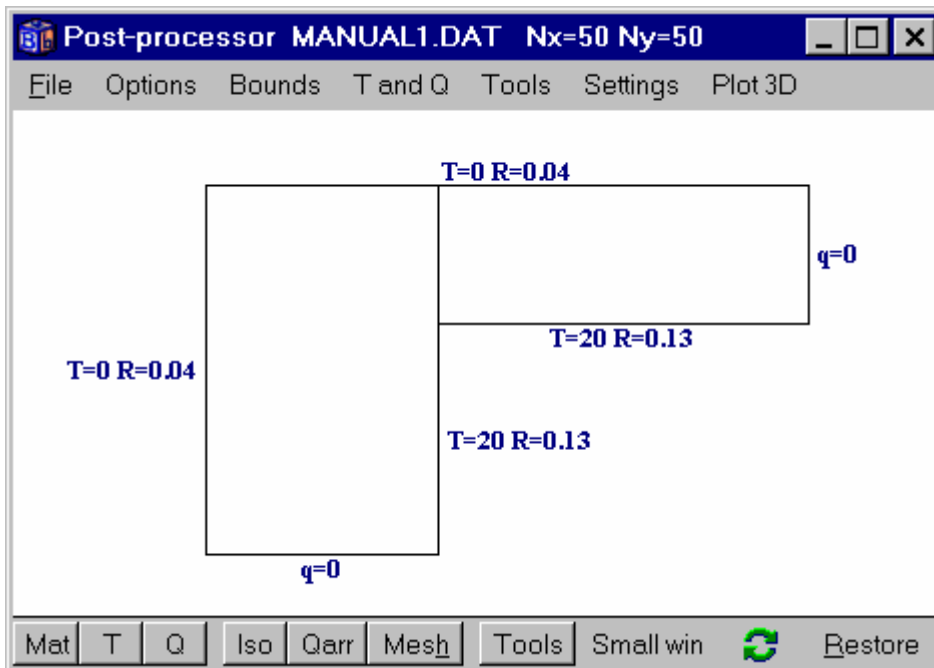 Post-processor MANUAL1.DAT Nx=50 Ny=50
File Options Bounds T and Q Tools Settings Plot 3D
T=0 R=0.04
q=0
T=20 R=0.13
T=0 R=0.04
T=20 R=0.13
q=0
Mat T Q Iso Qarr Mesh Tools Small win Restore